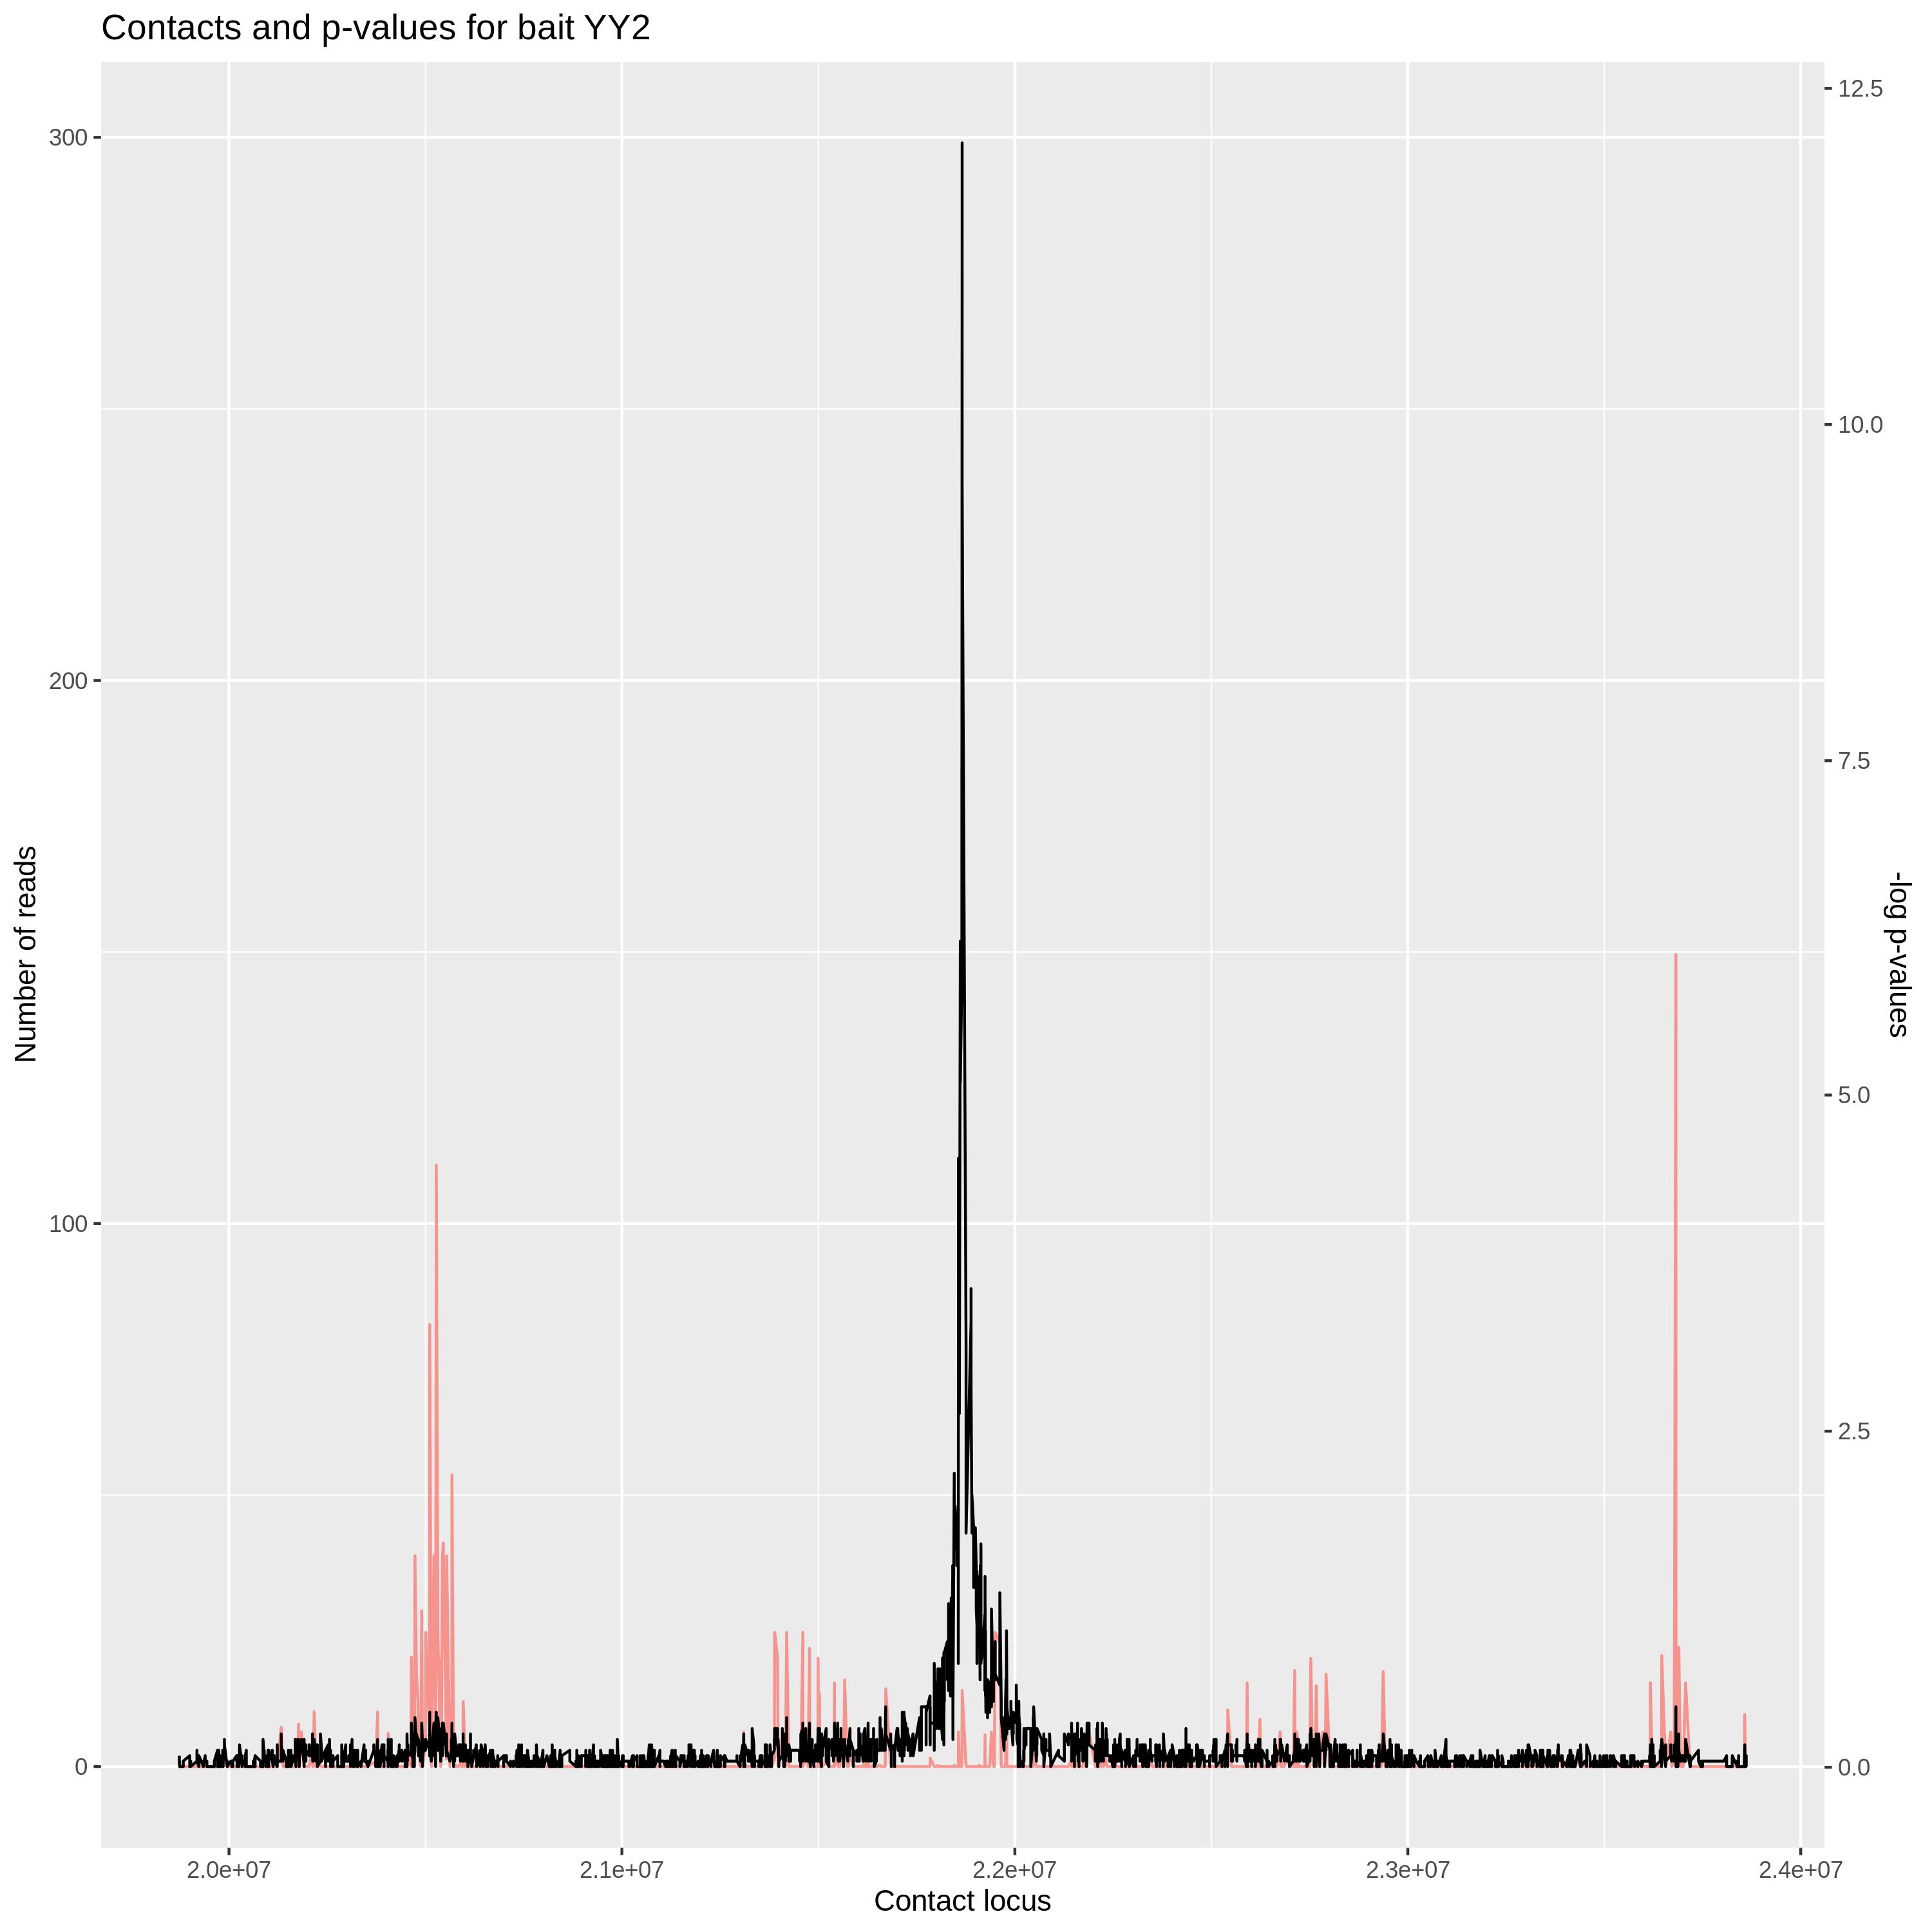 Contacts and p-values for bait YY2
300
200
100
0
Number of reads
12.5
10.0
7.5
5.0
2.5
0.0
-log p-values
2.0e+07
2.1e+07
2.2e+07
2.3e+07
2.4e+07
Contact locus